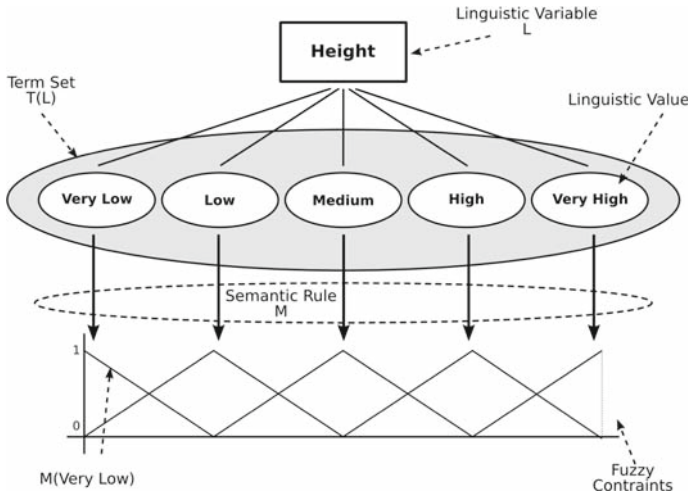 Linguistic Variable
L
Height
Term Set
T(L)
Linguistic Value
Very Low
Low
Medium
High
Very High
Semantic Rule
M
1
0
M(Very Low)
Fuzzy
Contraints